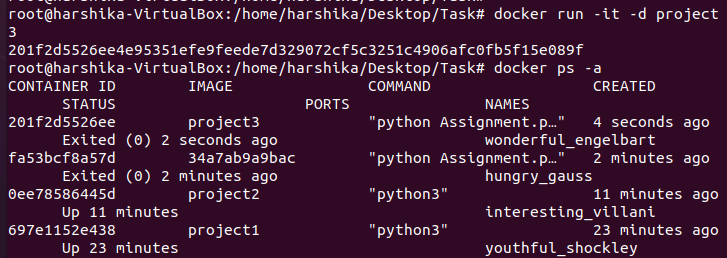 root@harshika-VirtualBox:/home/harshika/Desktop/Task# docker run -it -d project
3
201f2d5526ee4e95351efe9feede7d329072cf5c3251c4906afc0fb5f15e089f
root@harshika-VirtualBox:/home/harshika/Desktop/Task# docker ps -a
CONTAINER ID   IMAGE   COMMAND   CREATED
STATUS   PORTS   NAMES
201f2d5526ee   project3   "python Assignment.p…"   4 seconds ago
Exited (0) 2 seconds ago   wonderful_engelbart
fa53bcf8a57d   34a7ab9a9bac   "python Assignment.p…"   2 minutes ago
Exited (0) 2 minutes ago   hungry_gauss
0ee78586445d   project2   "python3"   11 minutes ago
Up 11 minutes   interesting_villani
697e1152e438   project1   "python3"   23 minutes ago
Up 23 minutes   youthful_shockley